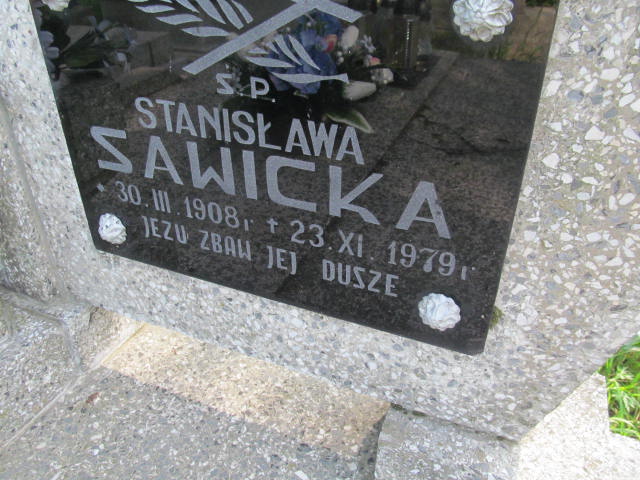 Ś.P.
STANISŁAWA
SAWICKA
* 30.III.1908r. † 23.XI.1979r
JEZU ZBAW JEJ DUSZE